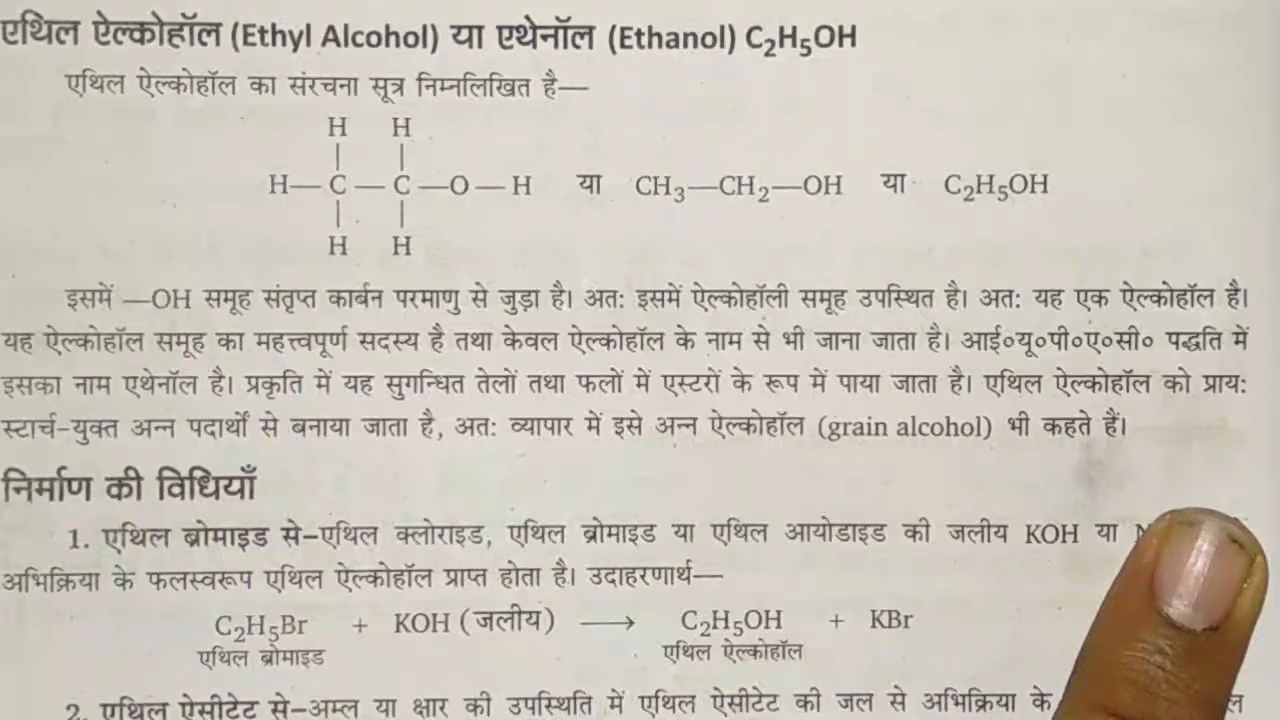 एथिल ऐल्कोहॉल (Ethyl Alcohol) या एथेनॉल (Ethanol) C₂H₅OH
एथिल ऐल्कोहॉल का संरचना सूत्र निम्नलिखित है—
H H
| |
H—C—C—O—H या CH₃—CH₂—OH या C₂H₅OH
| |
H H
इसमें —OH समूह संतृप्त कार्बन परमाणु से जुड़ा है। अतः इसमें ऐल्कोहॉली समूह उपस्थित है। अतः यह एक ऐल्कोहॉल है।
यह ऐल्कोहॉल समूह का महत्त्वपूर्ण सदस्य है तथा केवल ऐल्कोहॉल के नाम से भी जाना जाता है। आई०यू०पी०ए०सी० पद्धति में
इसका नाम एथेनॉल है। प्रकृति में यह सुगन्धित तेलों तथा फलों में एस्टरों के रूप में पाया जाता है। एथिल ऐल्कोहॉल को प्राय:
स्टार्च-युक्त अन्न पदार्थों से बनाया जाता है, अत: व्यापार में इसे अन्न ऐल्कोहॉल (grain alcohol) भी कहते हैं।
निर्माण की विधियाँ
1. एथिल ब्रोमाइड से–एथिल क्लोराइड, एथिल ब्रोमाइड या एथिल आयोडाइड की जलीय KOH या
अभिक्रिया के फलस्वरूप एथिल ऐल्कोहॉल प्राप्त होता है। उदाहरणार्थ—
C₂H₅Br + KOH (जलीय) ⟶ C₂H₅OH + KBr
एथिल ब्रोमाइड एथिल ऐल्कोहॉल
2. एथिल ऐसीटेट से–अम्ल या क्षार की उपस्थिति में एथिल ऐसीटेट की जल से अभिक्रिया के